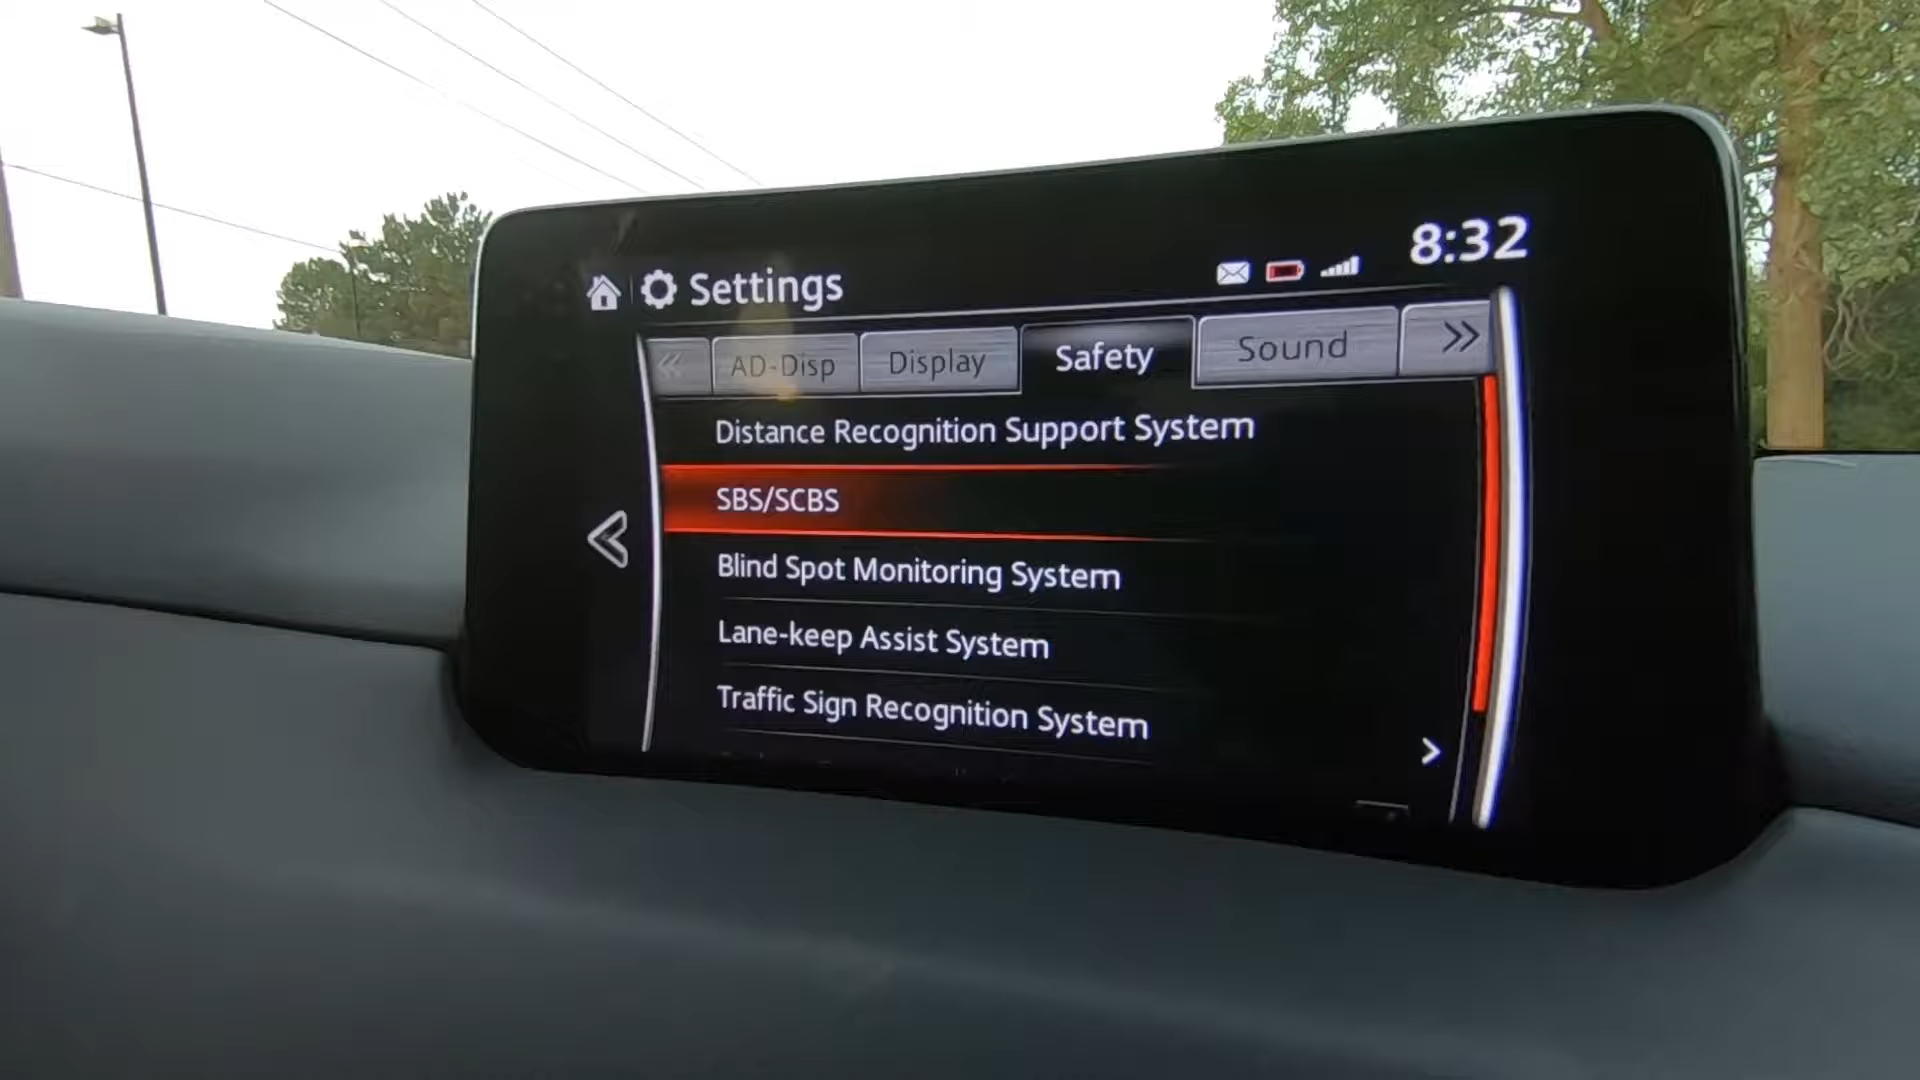 8:32
Settings
AD-Disp Display Safety Sound
Distance Recognition Support System
SBS/SCBS
Blind Spot Monitoring System
Lane-keep Assist System
Traffic Sign Recognition System